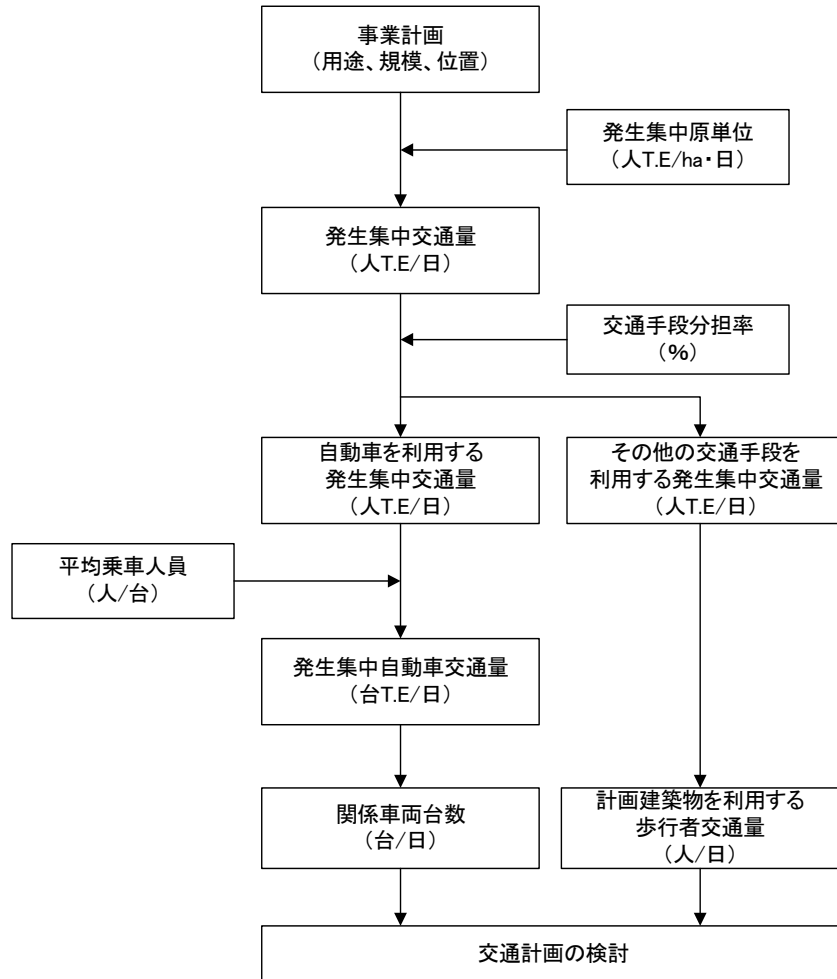 事業計画
（用途、規模、位置）
発生集中原単位
（人T.E/ha・日）
発生集中交通量
（人T.E/日）
交通手段分担率
（%）
自動車を利用する
発生集中交通量
（人T.E/日）
その他の交通手段を
利用する発生集中交通量
（人T.E/日）
平均乗車人員
（人/台）
発生集中自動車交通量
（台T.E/日）
関係車両台数
（台/日）
計画建築物を利用する
歩行者交通量
（人/日）
交通計画の検討